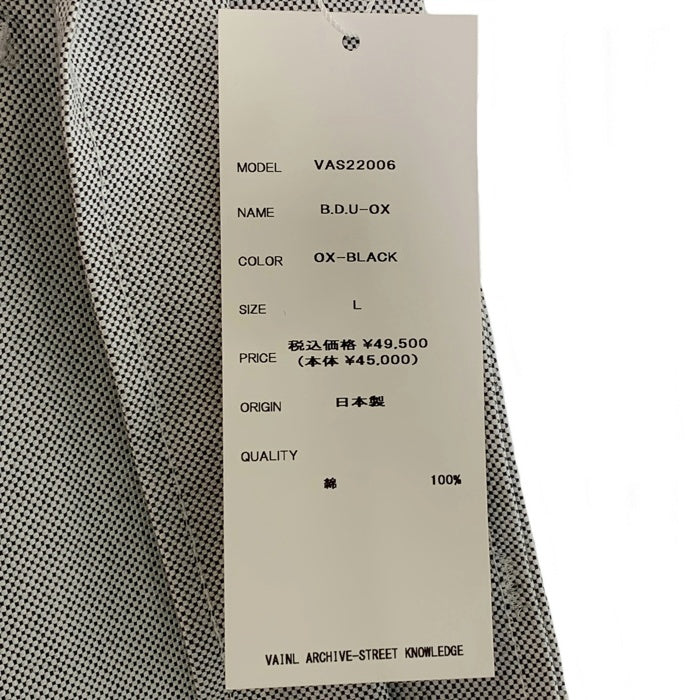 MODEL VAS22006
NAME B.D.U-OX
COLOR OX-BLACK
SIZE L
PRICE 税込価格 ¥49,500
(本体 ¥45,000)
ORIGIN 日本製
QUALITY
綿 100%
VAINL ARCHIVE-STREET KNOWLEDGE